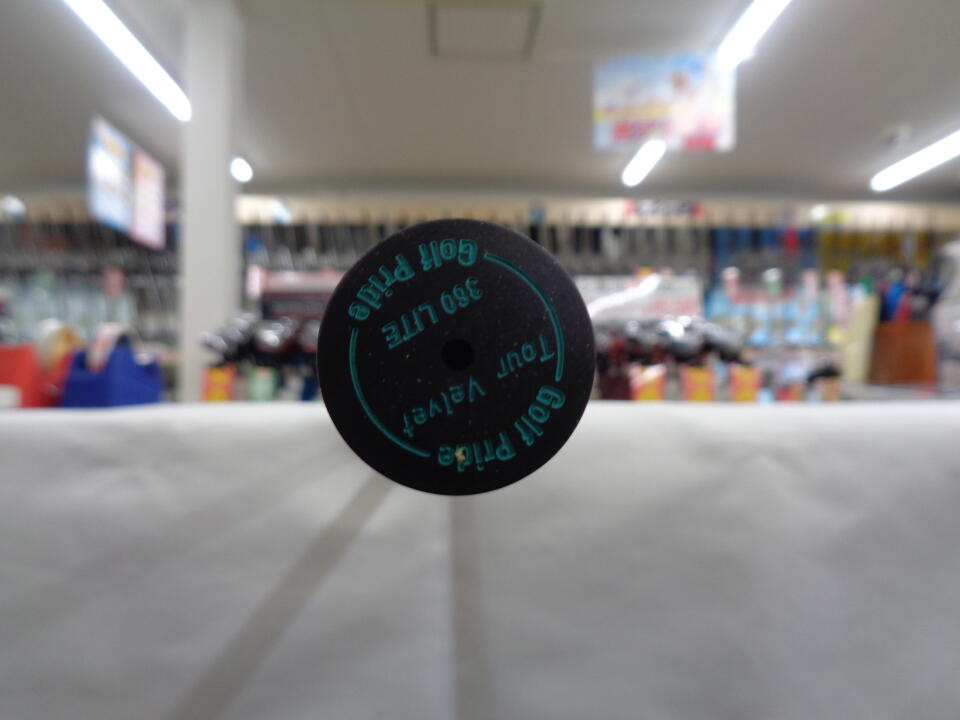 Golf Pride
Tour Velvet
360 LITE
Golf Pride